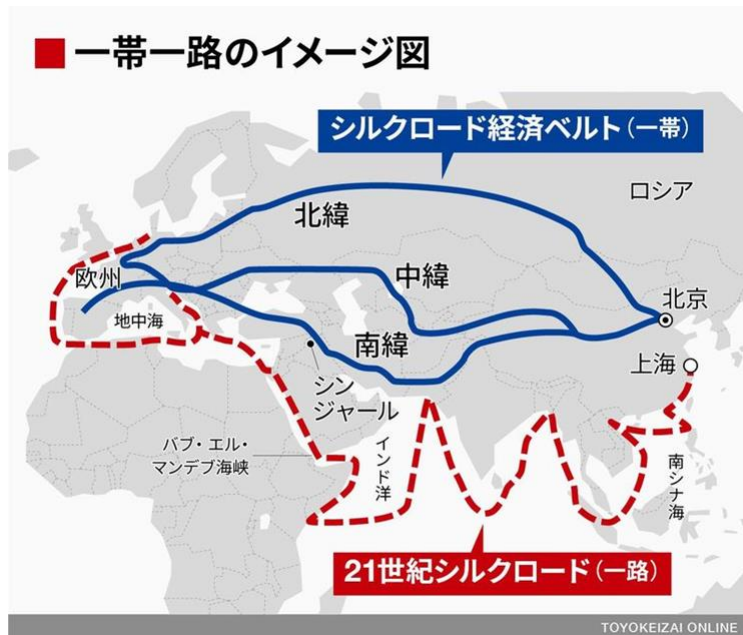 ■ 一帯一路のイメージ図
シルクロード経済ベルト（一帯）
ロシア
北緯
欧州
中緯
北京
地中海
南緯
上海
シン
ジャール
バブ・エル・
マンデブ海峡
インド洋
南シナ海
21世紀シルクロード（一路）
TOYOKEIZAI ONLINE